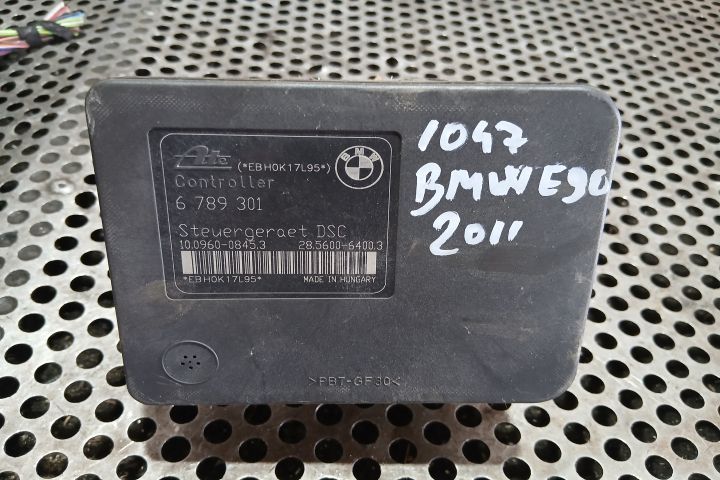 Ate (*EBH0K17L95*)
BMW
Controller
6 789 301
Steuergeraet DSC
10.0960-0845.3 28.5600-6400.3
*EBH0K17L95* MADE IN HUNGARY
>PBT-GF30<
1047
BMW E90
2011